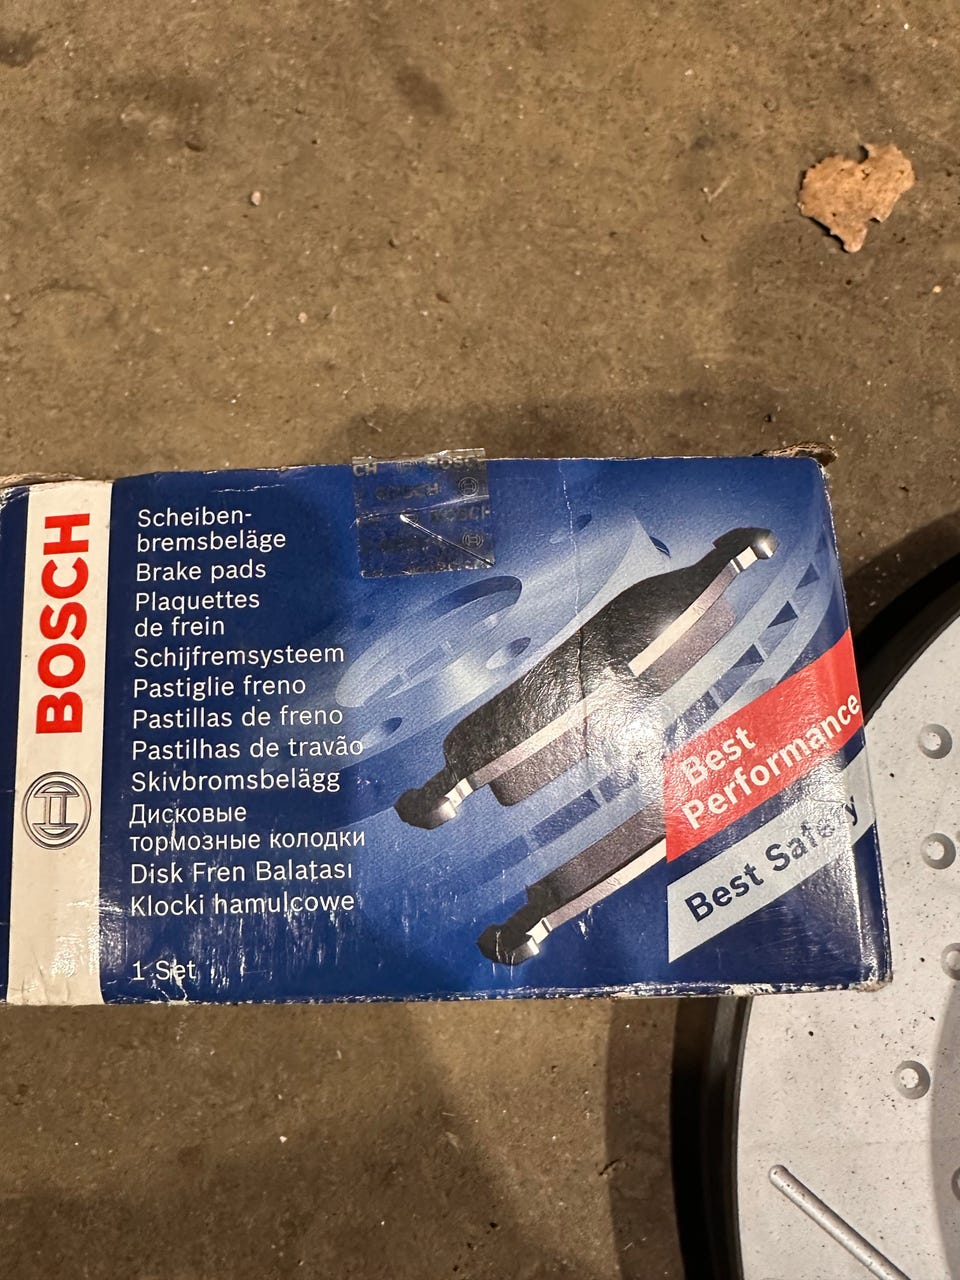 BOSCH
Scheiben-
bremsbeläge
Brake pads
Plaquettes
de frein
Schijfremsysteem
Pastiglie freno
Pastillas de freno
Pastilhas de travão
Skivbromsbelägg
Дисковые
тормозные колодки
Disk Fren Balatası
Klocki hamulcowe
1 Set
Best
Performance
Best Safety